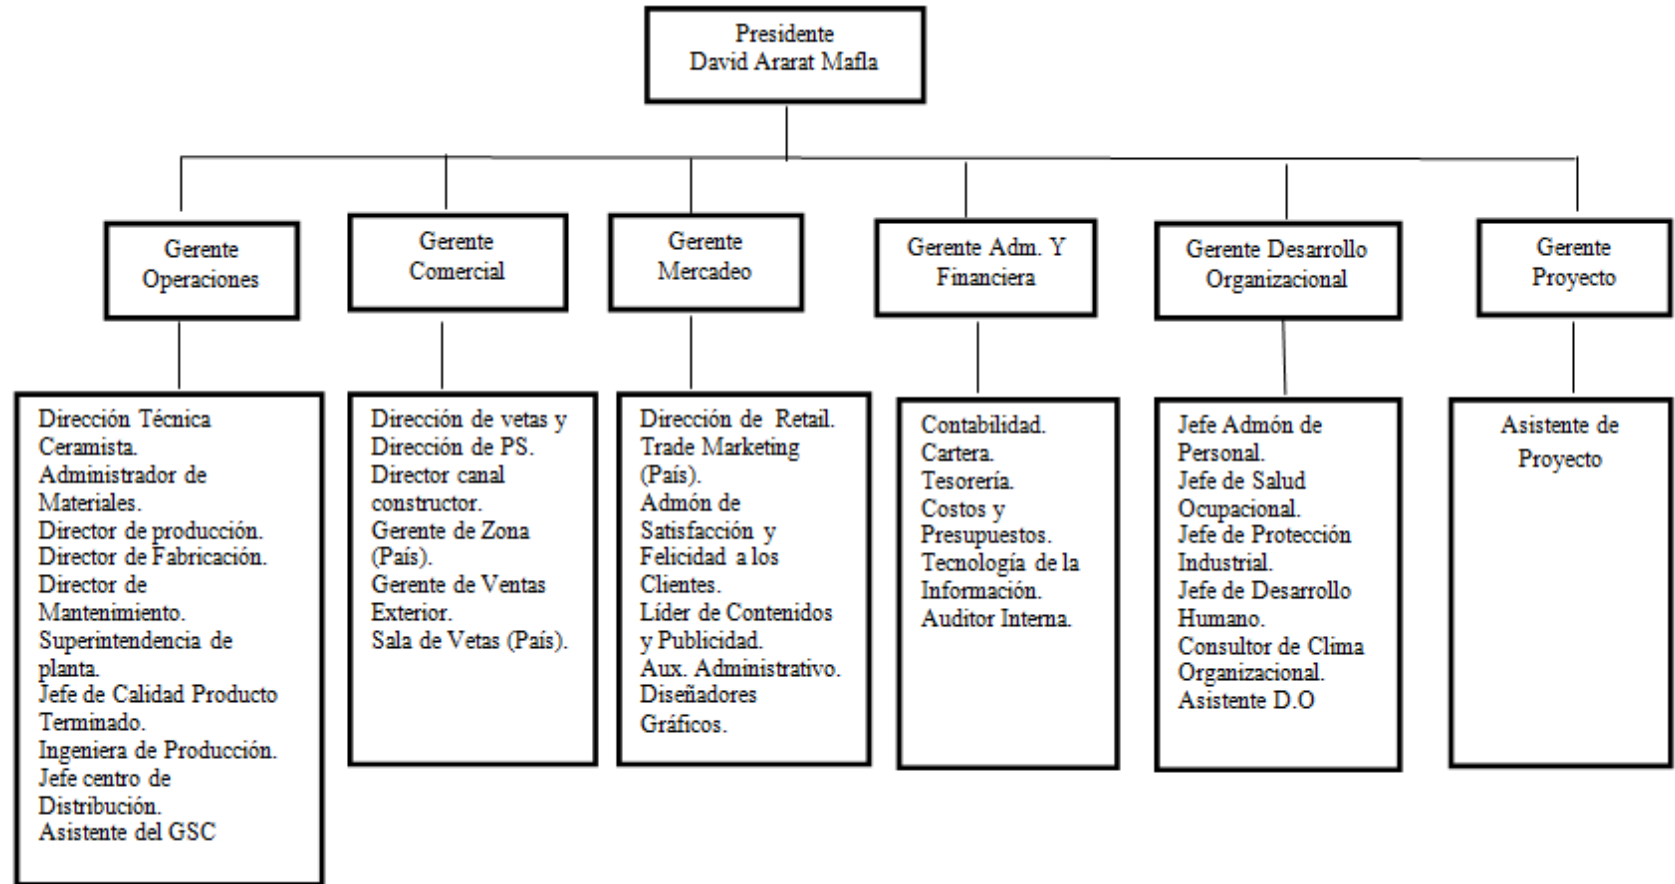 Presidente
David Ararat Mafla
Gerente
Operaciones
Gerente
Comercial
Gerente
Mercadeo
Gerente Adm. Y
Financiera
Gerente Desarrollo
Organizacional
Gerente
Proyecto
Dirección Técnica
Ceramista.
Administrador de
Materiales.
Director de producción.
Director de Fabricación.
Director de
Mantenimiento.
Superintendencia de
planta.
Jefe de Calidad Producto
Terminado.
Ingeniera de Producción.
Jefe centro de
Distribución.
Asistente del GSC
Dirección de vetas y
Dirección de PS.
Director canal
constructor.
Gerente de Zona
(País).
Gerente de Ventas
Exterior.
Sala de Vetas (País).
Dirección de Retail.
Trade Marketing
(País).
Admón de
Satisfacción y
Felicidad a los
Clientes.
Líder de Contenidos
y Publicidad.
Aux. Administrativo.
Diseñadores
Gráficos.
Contabilidad.
Cartera.
Tesorería.
Costos y
Presupuestos.
Tecnología de la
Información.
Auditor Interna.
Jefe Admón de
Personal.
Jefe de Salud
Ocupacional.
Jefe de Protección
Industrial.
Jefe de Desarrollo
Humano.
Consultor de Clima
Organizacional.
Asistente D.O
Asistente de
Proyecto